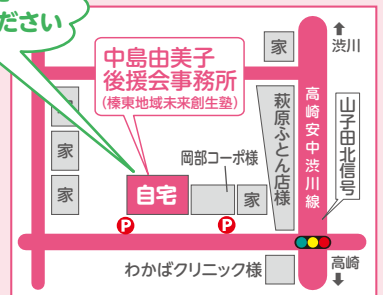 ださい
中島由美子
後援会事務所
(榛東地域未来創生塾)
家
渋川
高崎安中渋川線
山子田北信号
萩原ふとん店様
岡部コーポ様
家
家
自宅
家
P
P
わかばクリニック様
高崎